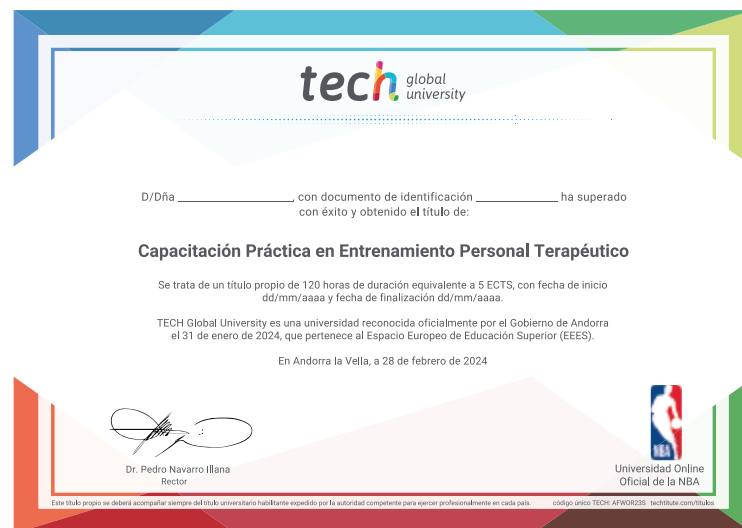 tech global university
D/Dña ____________________, con documento de identificación ______________ ha superado
con éxito y obtenido el título de:
Capacitación Práctica en Entrenamiento Personal Terapéutico
Se trata de un título propio de 120 horas de duración equivalente a 5 ECTS, con fecha de inicio
dd/mm/aaaa y fecha de finalización dd/mm/aaaa.
TECH Global University es una universidad reconocida oficialmente por el Gobierno de Andorra
el 31 de enero de 2024, que pertenece al Espacio Europeo de Educación Superior (EEES).
En Andorra la Vella, a 28 de febrero de 2024
Dr. Pedro Navarro Illana
Rector
NBA
Universidad Online
Oficial de la NBA
Este título propio se deberá acompañar siempre del título universitario habilitante expedido por la autoridad competente para ejercer profesionalmente en cada país. código único TECH: AFWOR23S techtitute.com/titulos